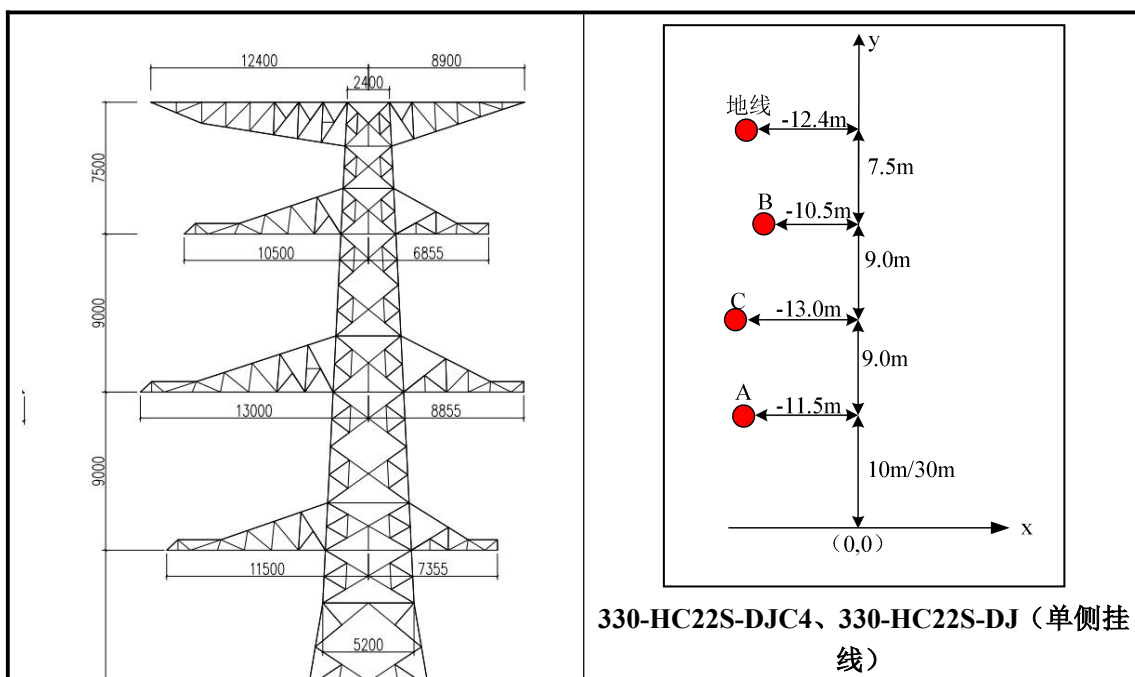 12400
8900
2400
7500
10500
6855
9000
13000
8855
9000
11500
7355
5200
y
地线
-12.4m
7.5m
B
-10.5m
9.0m
C
-13.0m
9.0m
A
-11.5m
10m/30m
x
（0,0）
330-HC22S-DJC4、330-HC22S-DJ（单侧挂
线）